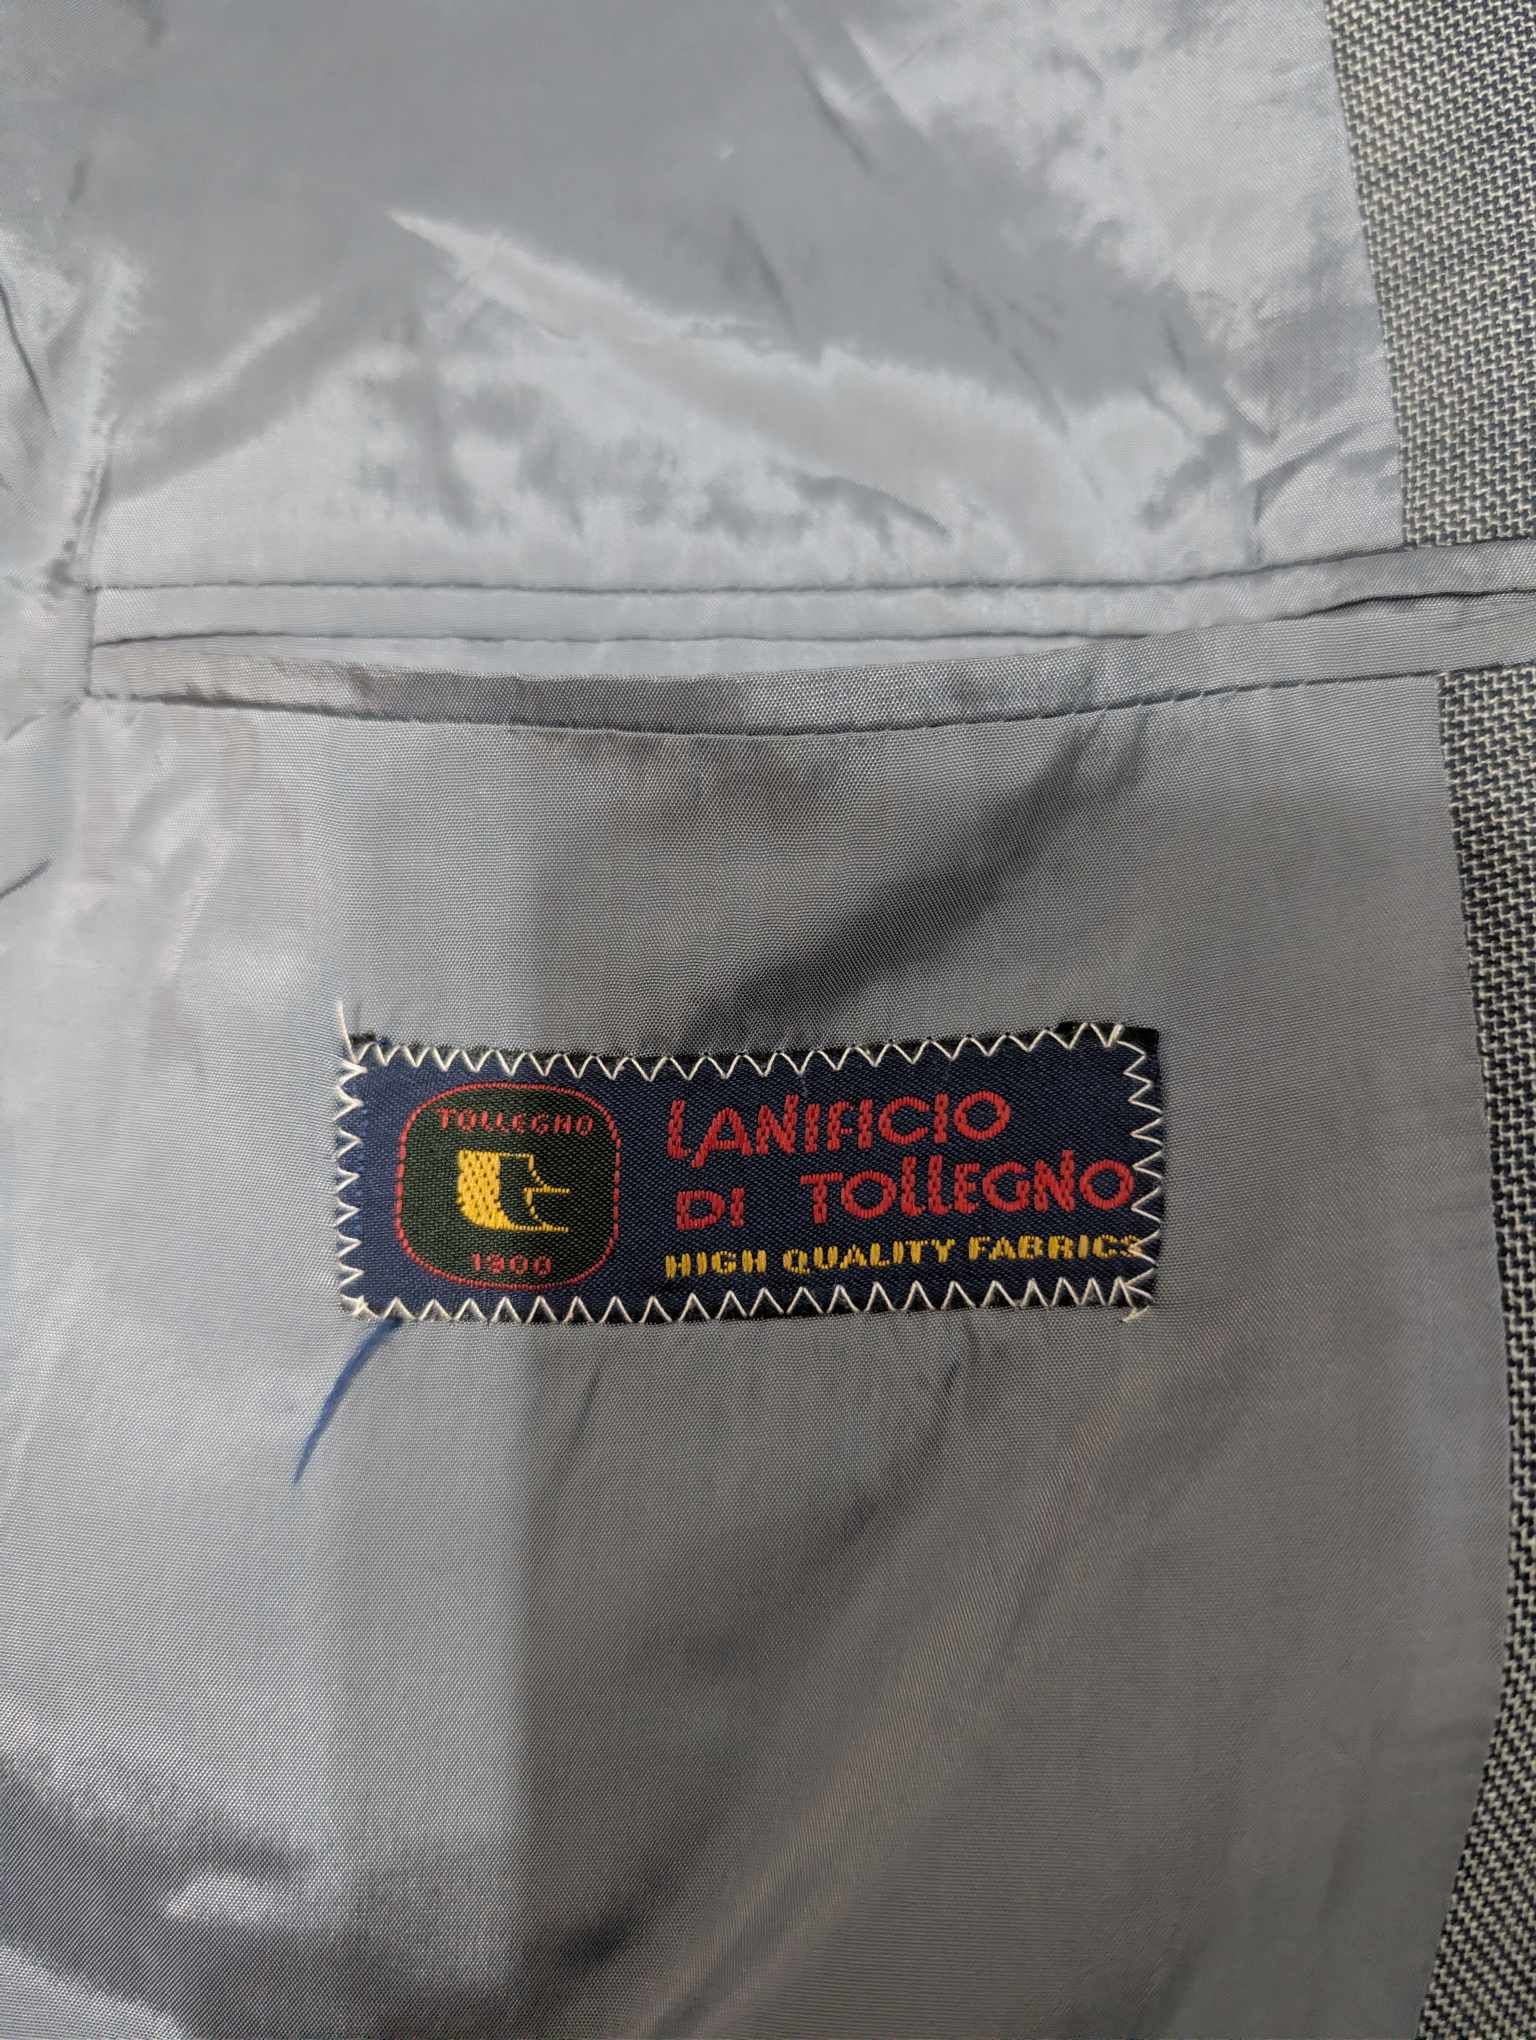 TOLLEGNO
1900
LANIFICIO
DI TOLLEGNO
HIGH QUALITY FABRICS